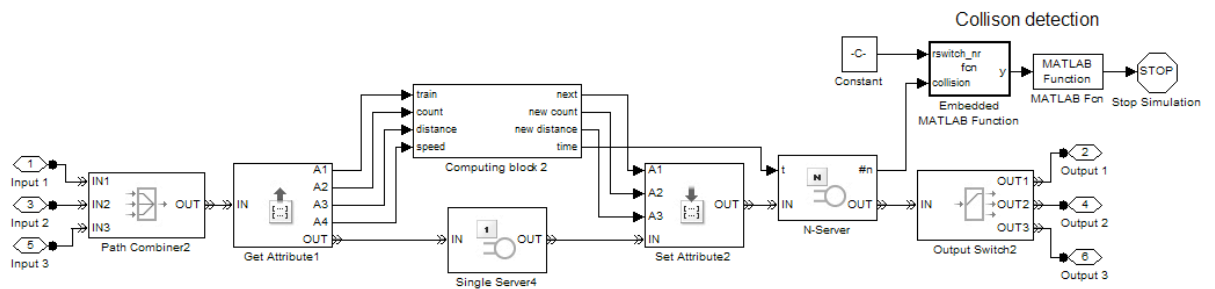 Collison detection
-C-
Constant
rswitch_nr
fcn
y
collision
Embedded
MATLAB Function
MATLAB
Function
MATLAB Fcn
STOP
Stop Simulation
train
count
distance
speed
next
new count
new distance
time
Computing block 2
1
Input 1
3
Input 2
5
Input 3
IN1
IN2
IN3
OUT
Path Combiner2
IN
A1
A2
A3
A4
OUT
Get Attribute1
IN
1
OUT
Single Server4
A1
A2
A3
IN
[...]
OUT
Set Attribute2
t
IN
N
#n
OUT
N-Server
IN
OUT1
OUT2
OUT3
Output Switch2
2
Output 1
4
Output 2
6
Output 3
[...]